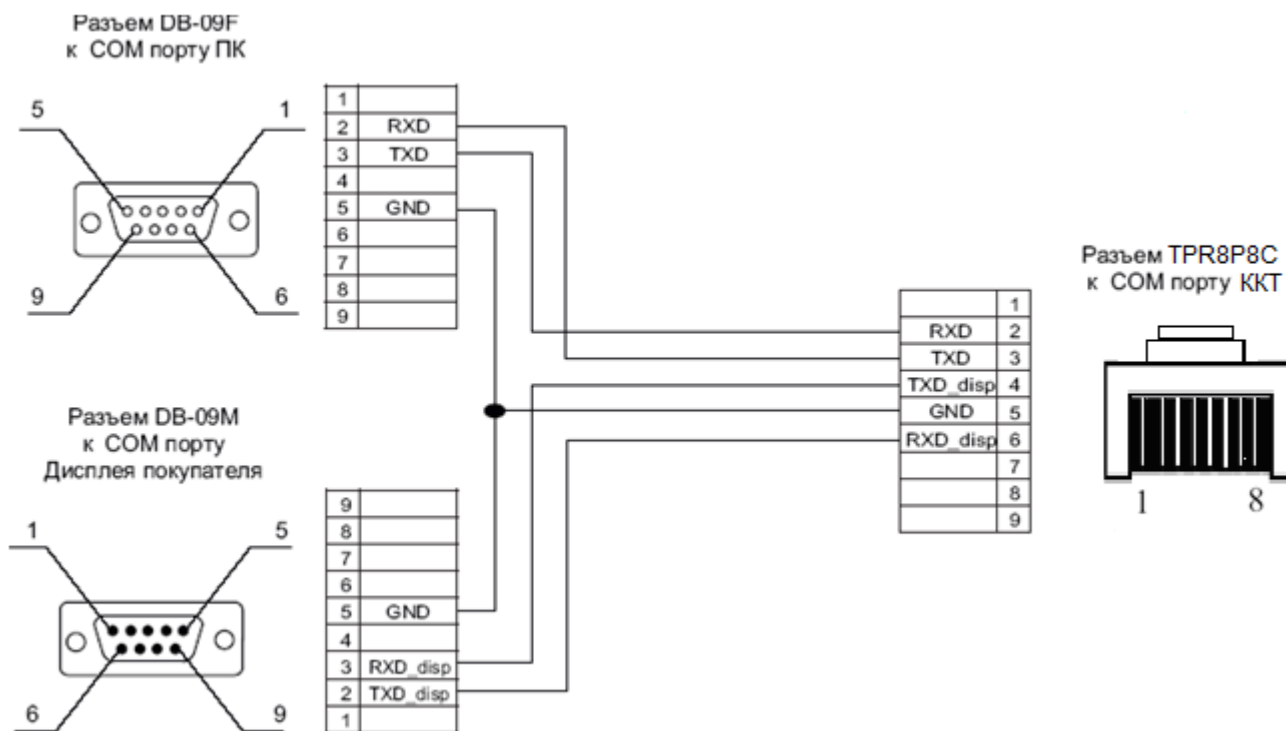 Разъем DB-09F
к COM порту ПК
5
1
9
6
1
2 RXD
3 TXD
4
5 GND
6
7
8
9
Разъем DB-09M
к COM порту
Дисплея покупателя
1
5
6
9
9
8
7
6
5 GND
4
3 RXD_disp
2 TXD_disp
1
1
RXD 2
TXD 3
TXD_disp 4
GND 5
RXD_disp 6
7
8
9
Разъем TPR8P8C
к COM порту ККТ
1
8